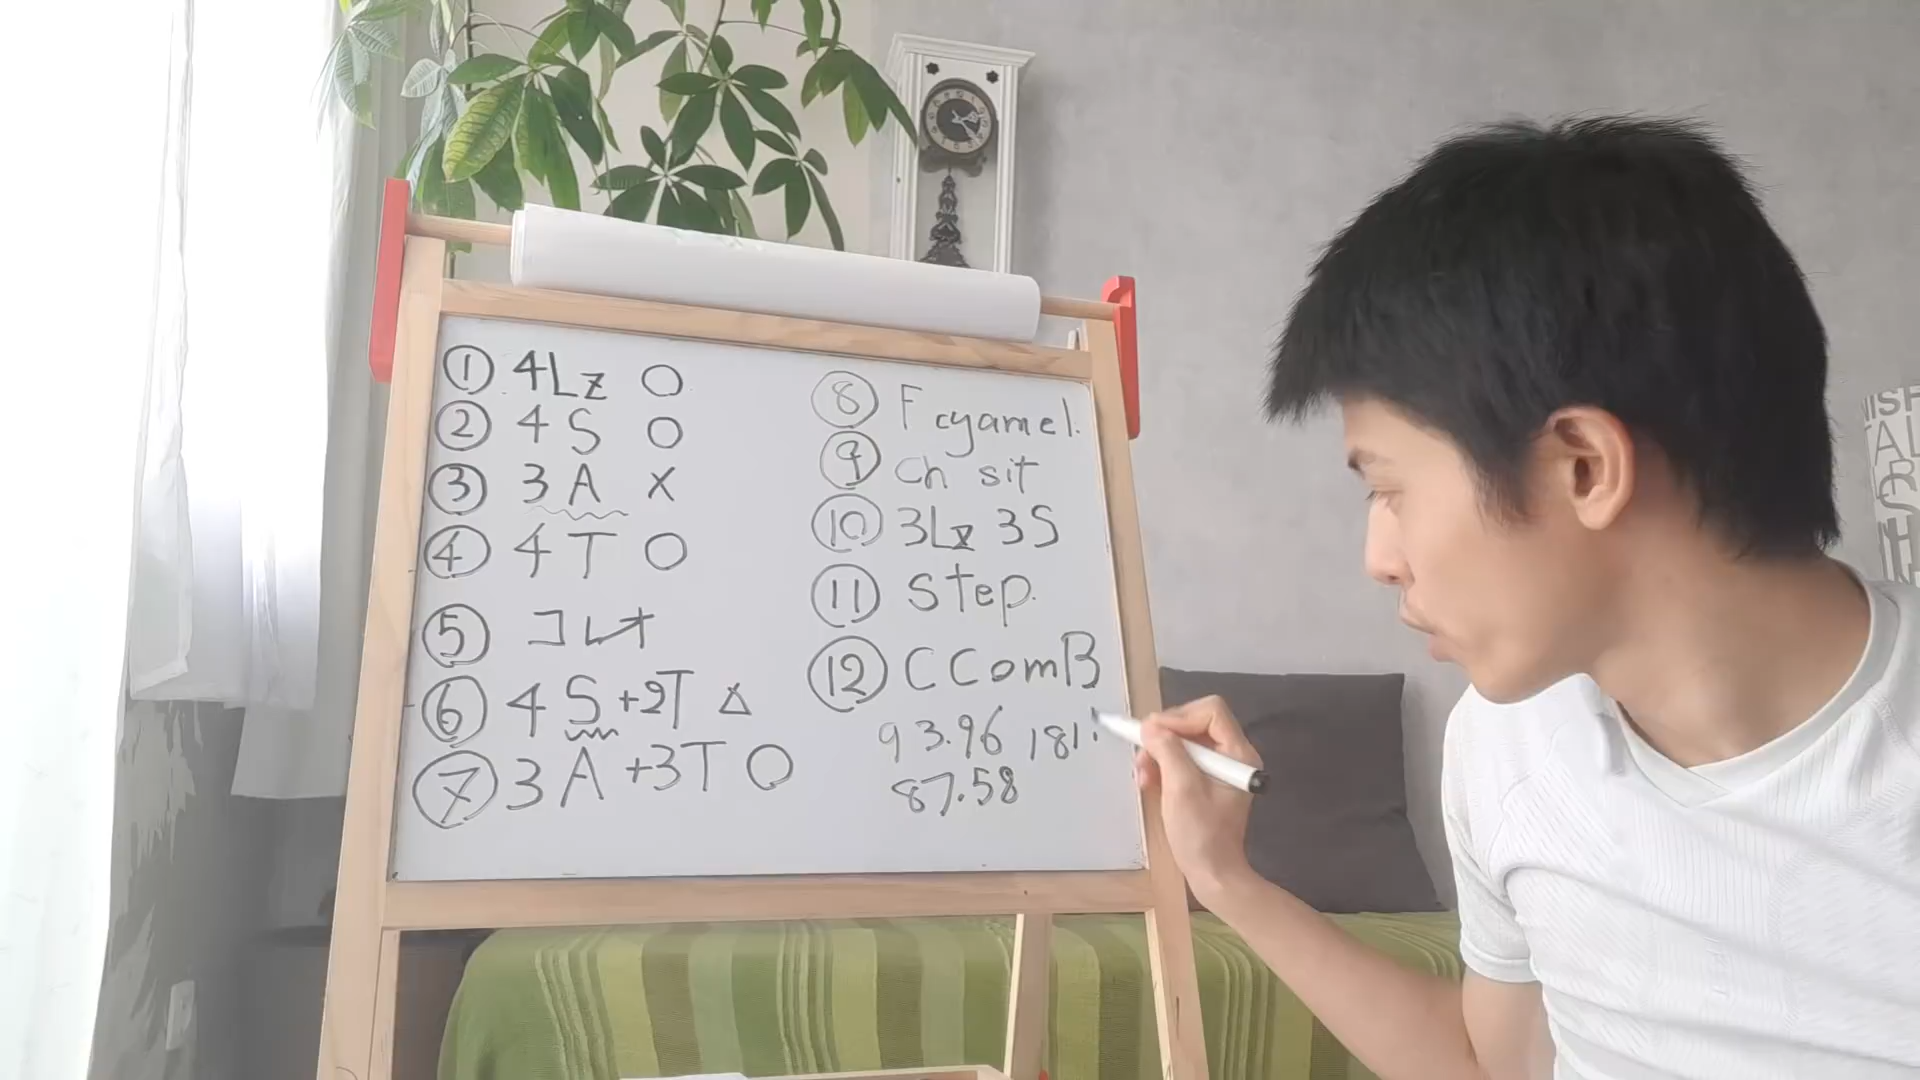 ① 4Lz ○
② 4S ○
③ 3A ×
④ 4T ○
⑤ コレオ
⑥ 4S+2T △
⑦ 3A+3T ○
⑧ F cyamel.
⑨ Ch sit
⑩ 3Lz 3S
⑪ Step.
⑫ CComB
93.96 181.
87.58